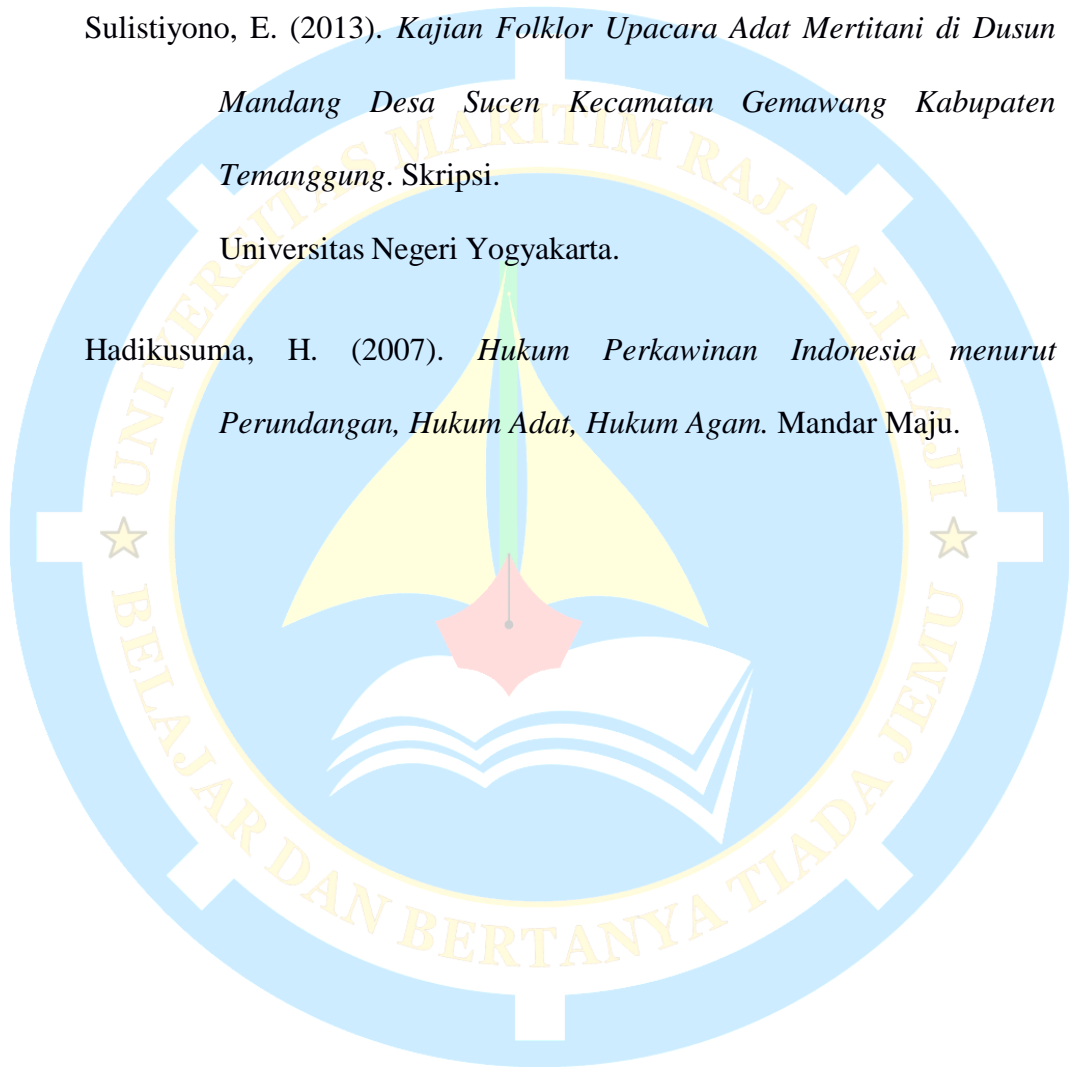 Sulistiyono, E. (2013). Kajian Folklor Upacara Adat Mertitani di Dusun
Mandang Desa Sucen Kecamatan Gemawang Kabupaten
Temanggung. Skripsi.
Universitas Negeri Yogyakarta.
Hadikusuma, H. (2007). Hukum Perkawinan Indonesia menurut
Perundangan, Hukum Adat, Hukum Agam. Mandar Maju.
UNIVERSITAS MARITIM RAJA ALI HAJI
BELAJAR DAN BERTANYA TIADA JEMU